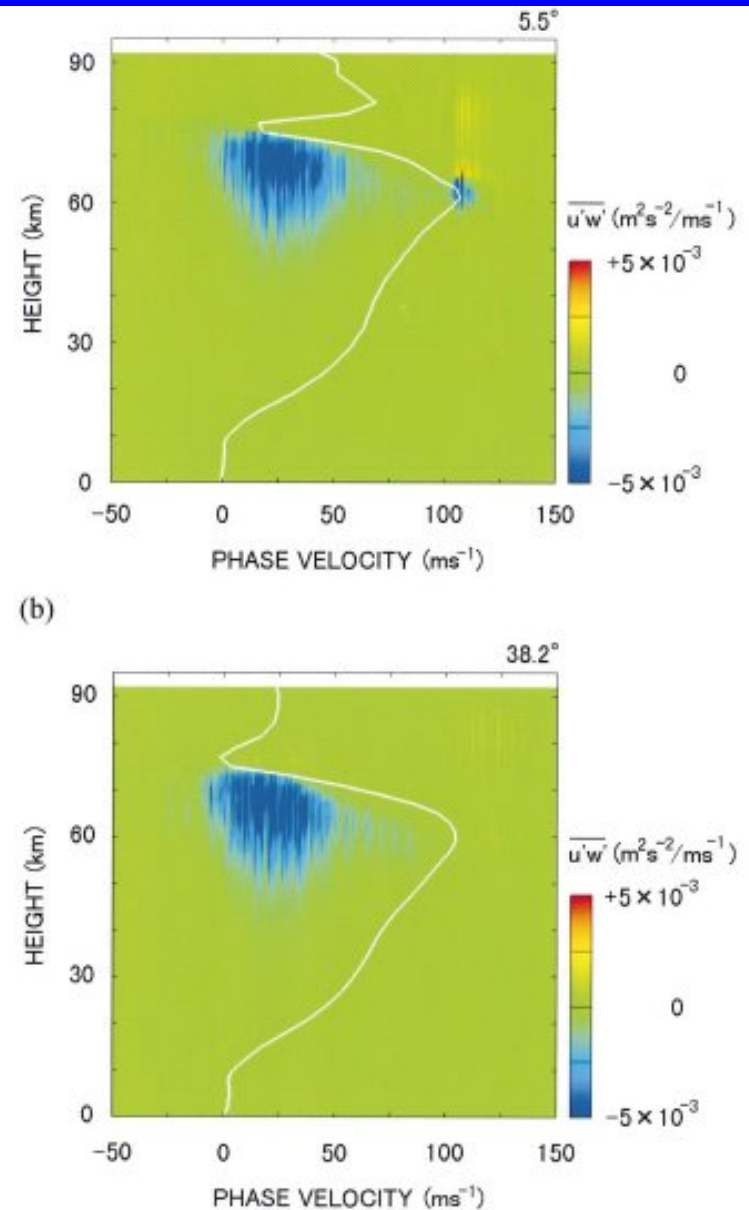 5.5°
90
60
30
0
HEIGHT (km)
-50 0 50 100 150
PHASE VELOCITY (ms⁻¹)
u'w' (m²s⁻²/ms⁻¹)
+5×10⁻³
0
-5×10⁻³
(b)
38.2°
90
60
30
0
HEIGHT (km)
-50 0 50 100 150
PHASE VELOCITY (ms⁻¹)
u'w' (m²s⁻²/ms⁻¹)
+5×10⁻³
0
-5×10⁻³